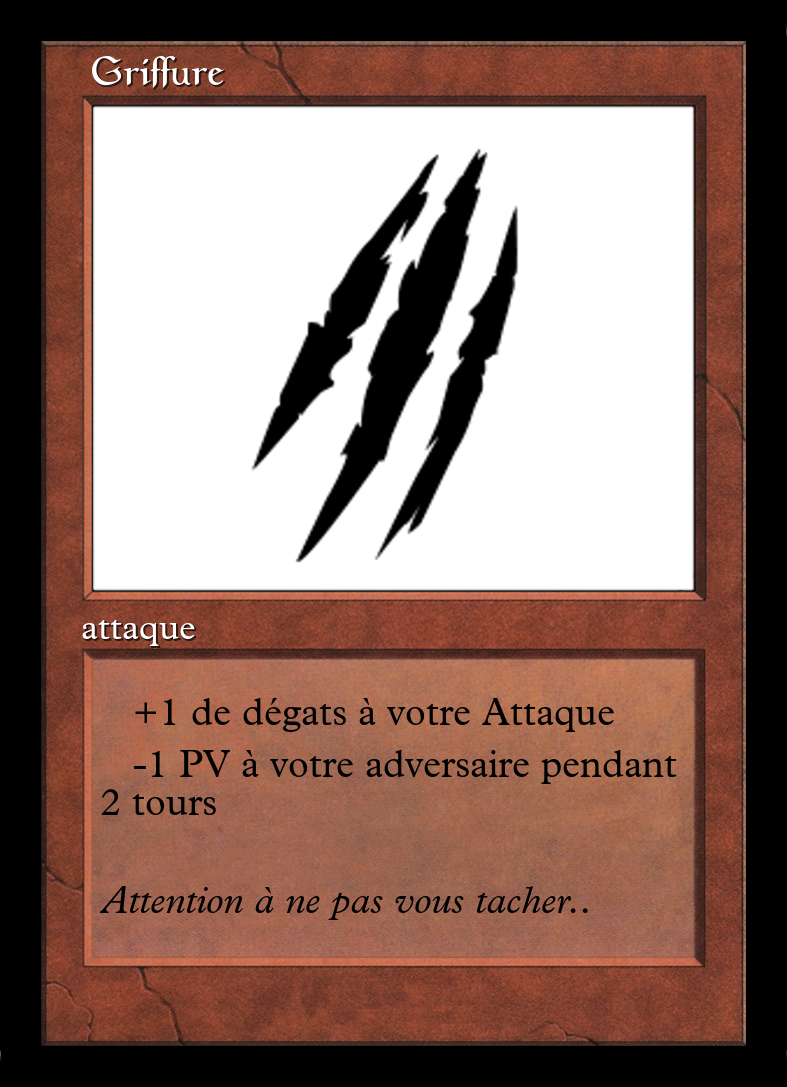 Griffure
attaque
+1 de dégats à votre Attaque
-1 PV à votre adversaire pendant
2 tours
Attention à ne pas vous tacher..